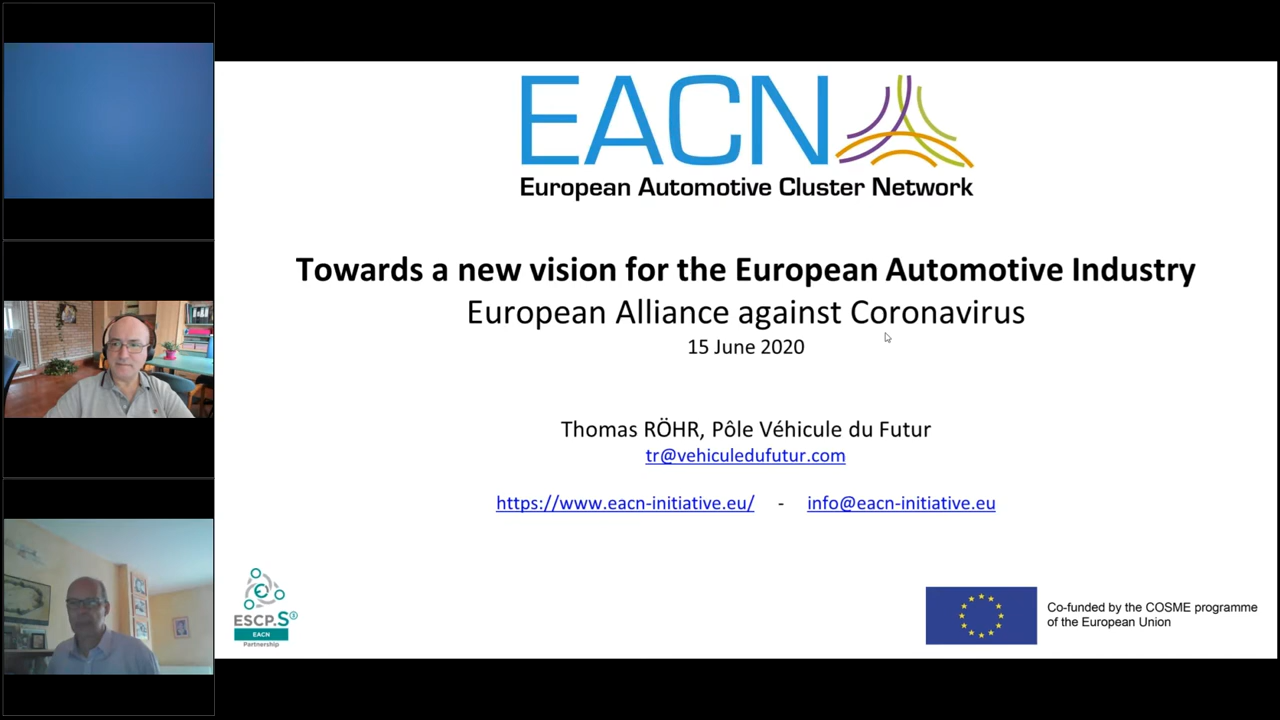 EACN
European Automotive Cluster Network
Towards a new vision for the European Automotive Industry
European Alliance against Coronavirus
15 June 2020
Thomas RÖHR, Pôle Véhicule du Futur
tr@vehiculedufutur.com
https://www.eacn-initiative.eu/ - info@eacn-initiative.eu
ESCP.S
EACN
Partnership
Co-funded by the COSME programme
of the European Union